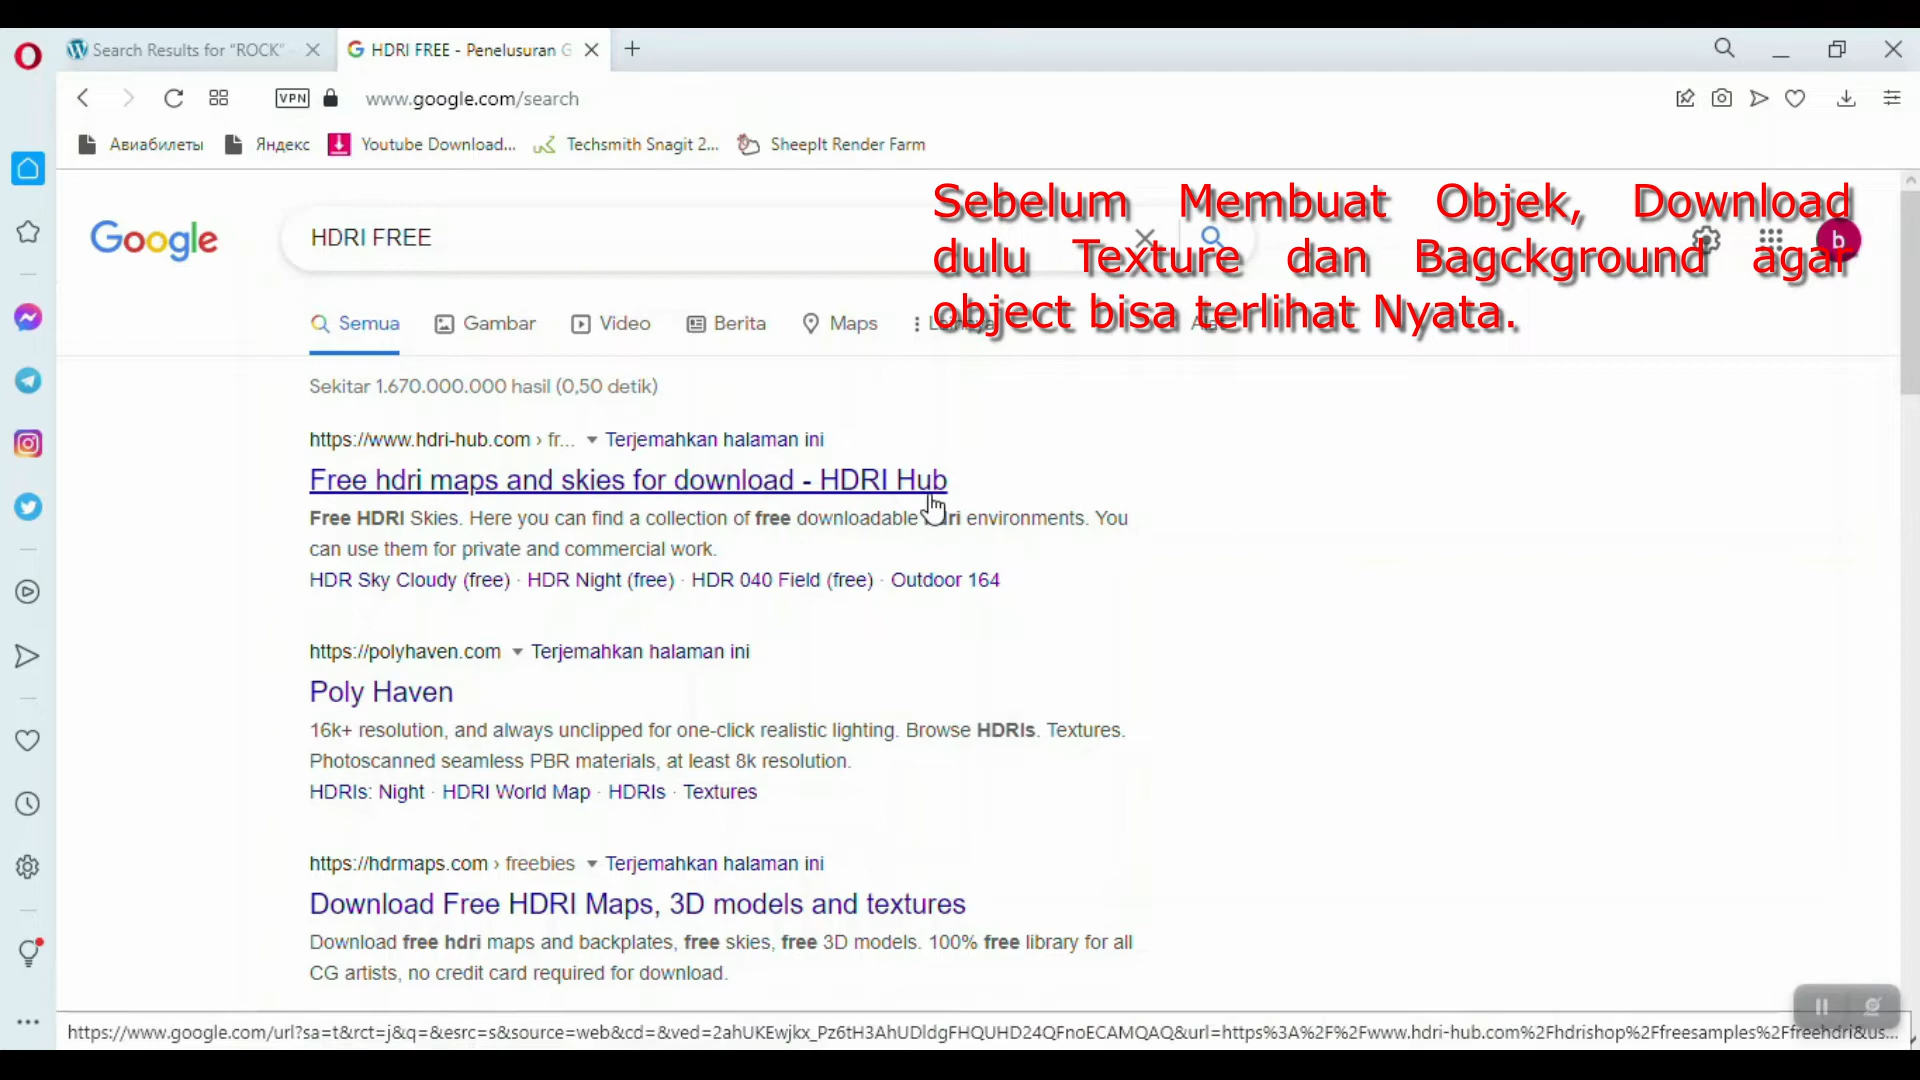 Search Results for “ROCK”
HDRI FREE - Penelusuran G
VPN
www.google.com/search
Авиабилеты
Яндекс
Youtube Download...
Techsmith Snagit 2...
SheepIt Render Farm
Sebelum Membuat Objek, Download
dulu Texture dan Bagckground agar
object bisa terlihat Nyata.
Google
HDRI FREE
b
Semua
Gambar
Video
Berita
Maps
Sekitar 1.670.000.000 hasil (0,50 detik)
https://www.hdri-hub.com › fr... Terjemahkan halaman ini
Free hdri maps and skies for download - HDRI Hub
Free HDRI Skies. Here you can find a collection of free downloadable hdri environments. You
can use them for private and commercial work.
HDR Sky Cloudy (free) · HDR Night (free) · HDR 040 Field (free) · Outdoor 164
https://polyhaven.com Terjemahkan halaman ini
Poly Haven
16k+ resolution, and always unclipped for one-click realistic lighting. Browse HDRIs. Textures.
Photoscanned seamless PBR materials, at least 8k resolution.
HDRIs: Night · HDRI World Map · HDRIs · Textures
https://hdrmaps.com › freebies Terjemahkan halaman ini
Download Free HDRI Maps, 3D models and textures
Download free hdri maps and backplates, free skies, free 3D models. 100% free library for all
CG artists, no credit card required for download.
https://www.google.com/url?sa=t&rct=j&q=&esrc=s&source=web&cd=&ved=2ahUKEwjkx_Pz6tH3AhUDldgFHQUHD24QFnoECAMQAQ&url=https%3A%2F%2Fwww.hdri-hub.com%2Fhdrishop%2Ffreesamples%2Ffreehdri&us...